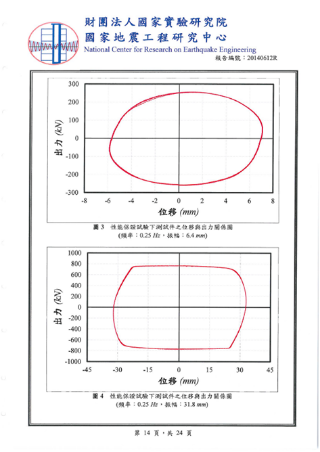 財團法人國家實驗研究院
國家地震工程研究中心
National Center for Research on Earthquake Engineering
報告編號：20140612R
300
200
100
0
-100
-200
-300
出力 (kN)
-8 -6 -4 -2 0 2 4 6 8
位移 (mm)
圖 3 性能保證試驗下測試件之位移與出力關係圖
(頻率：0.25 Hz，振幅：6.4 mm)
1000
800
600
400
200
0
-200
-400
-600
-800
-1000
出力 (kN)
-45 -30 -15 0 15 30 45
位移 (mm)
圖 4 性能保證試驗下測試件之位移與出力關係圖
(頻率：0.25 Hz，振幅：31.8 mm)
第 14 頁，共 24 頁